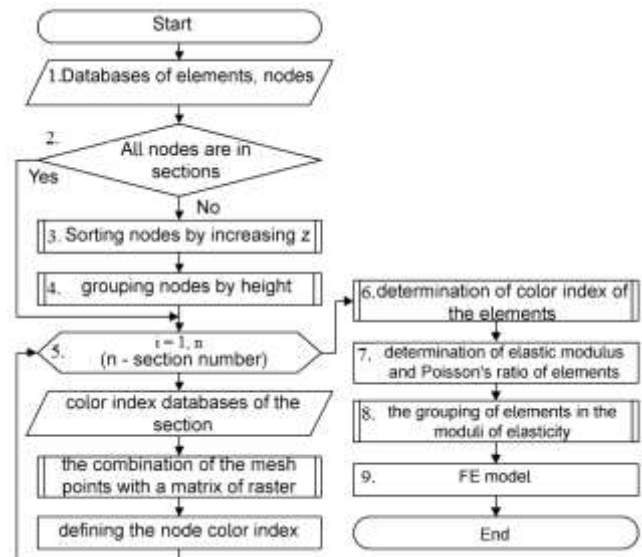 Start
1.Databases of elements, nodes
2.
All nodes are in
sections
Yes
No
3. Sorting nodes by increasing z
4. grouping nodes by height
5. ι = 1, n
(n - section number)
color index databases of the
section
the combination of the mesh
points with a matrix of raster
defining the node color index
6. determination of color index of
the elements
7. determination of elastic modulus
and Poisson's ratio of elements
8. the grouping of elements in the
moduli of elasticity
9. FE model
End